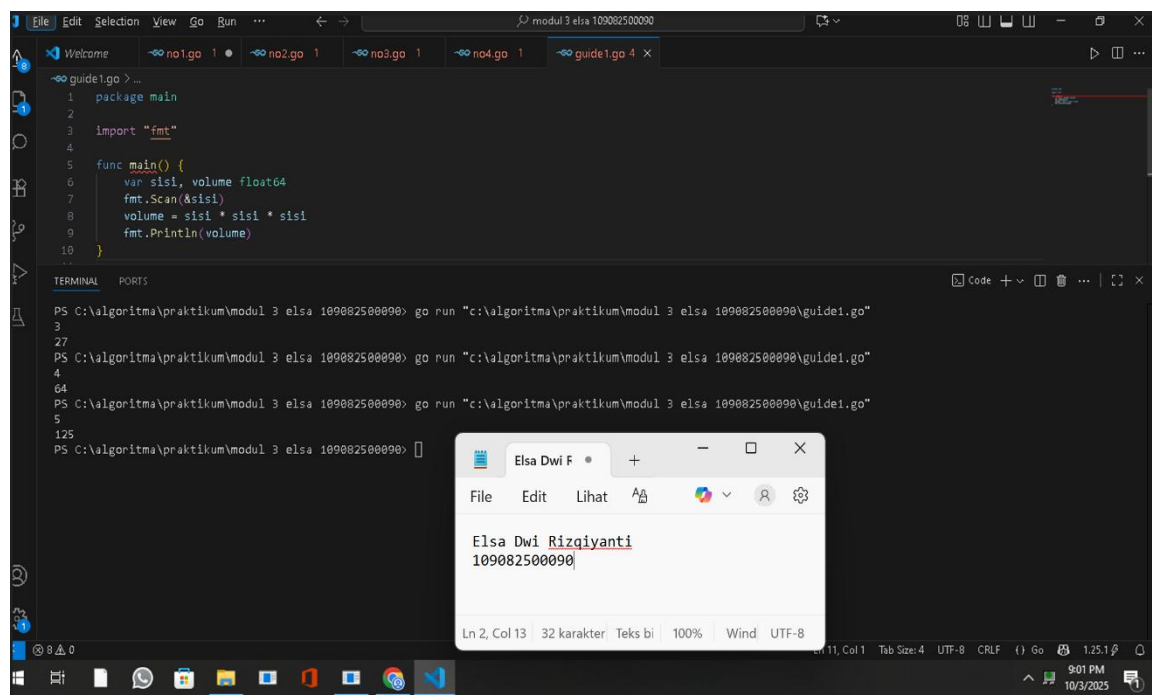 File Edit Selection View Go Run ··· modul 3 elsa 109082500090
Welcome no1.go 1 no2.go 1 no3.go 1 no4.go 1 guide1.go 4
guide1.go > ...
1 package main
2
3 import "fmt"
4
5 func main() {
6 var sisi, volume float64
7 fmt.Scan(&sisi)
8 volume = sisi * sisi * sisi
9 fmt.Println(volume)
10 }
TERMINAL PORTS
Code
PS C:\algoritma\praktikum\modul 3 elsa 109082500090> go run "c:\algoritma\praktikum\modul 3 elsa 109082500090\guide1.go"
3
27
PS C:\algoritma\praktikum\modul 3 elsa 109082500090> go run "c:\algoritma\praktikum\modul 3 elsa 109082500090\guide1.go"
4
64
PS C:\algoritma\praktikum\modul 3 elsa 109082500090> go run "c:\algoritma\praktikum\modul 3 elsa 109082500090\guide1.go"
5
125
PS C:\algoritma\praktikum\modul 3 elsa 109082500090>
Elsa Dwi
File Edit Lihat
Elsa Dwi Rizqiyanti
109082500090
Ln 2, Col 13 32 karakter Teks bi 100% Wind UTF-8
8 0 Ln 11, Col 1 Tab Size: 4 UTF-8 CRLF {} Go 1.25.1
9:01 PM
10/3/2025